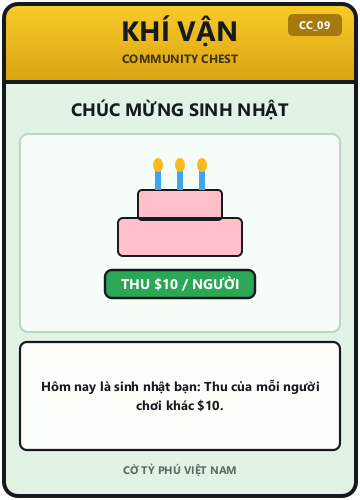 KHÍ VẬN
CC_09
COMMUNITY CHEST
CHÚC MỪNG SINH NHẬT
THU $10 / NGƯỜI
Hôm nay là sinh nhật bạn: Thu của mỗi người
chơi khác $10.
CỜ TỶ PHÚ VIỆT NAM